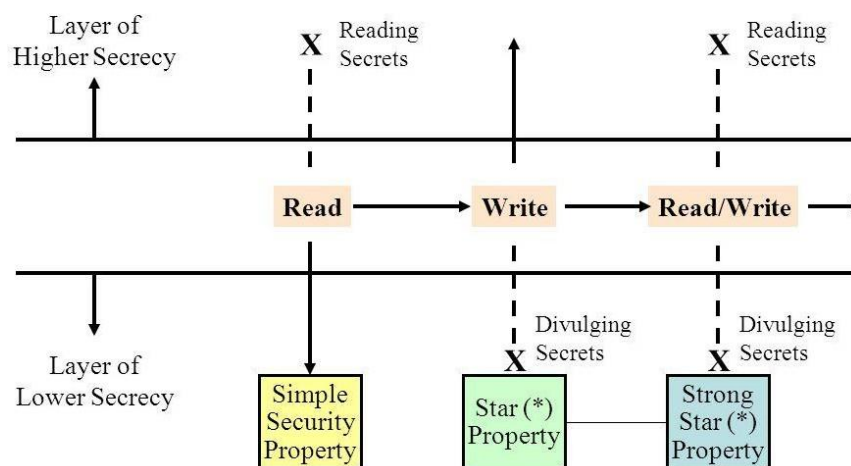 Layer of
Higher Secrecy
X
Reading
Secrets
X
Reading
Secrets
Read
Write
Read/Write
Layer of
Lower Secrecy
Divulging
Secrets
X
Divulging
Secrets
X
Simple
Security
Property
Star (*)
Property
Strong
Star (*)
Property